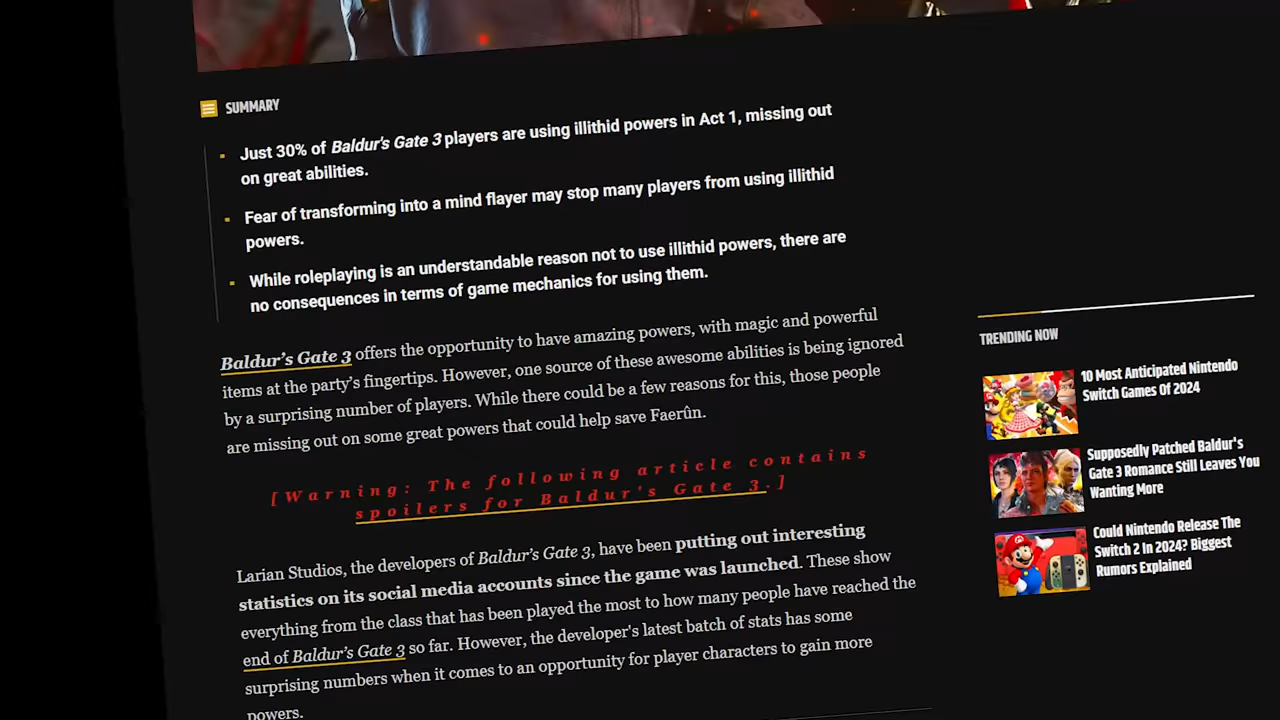 SUMMARY
Just 30% of Baldur's Gate 3 players are using illithid powers in Act 1, missing out
on great abilities.
Fear of transforming into a mind flayer may stop many players from using illithid
powers.
While roleplaying is an understandable reason not to use illithid powers, there are
no consequences in terms of game mechanics for using them.
Baldur’s Gate 3 offers the opportunity to have amazing powers, with magic and powerful
items at the party’s fingertips. However, one source of these awesome abilities is being ignored
by a surprising number of players. While there could be a few reasons for this, those people
are missing out on some great powers that could help save Faerûn.
[Warning: The following article contains
spoilers for Baldur's Gate 3.]
Larian Studios, the developers of Baldur’s Gate 3, have been putting out interesting
statistics on its social media accounts since the game was launched. These show
everything from the class that has been played the most to how many people have reached the
end of Baldur’s Gate 3 so far. However, the developer's latest batch of stats has some
surprising numbers when it comes to an opportunity for player characters to gain more
powers.
TRENDING NOW
10 Most Anticipated Nintendo
Switch Games Of 2024
Supposedly Patched Baldur's
Gate 3 Romance Still Leaves You
Wanting More
Could Nintendo Release The
Switch 2 In 2024? Biggest
Rumors Explained